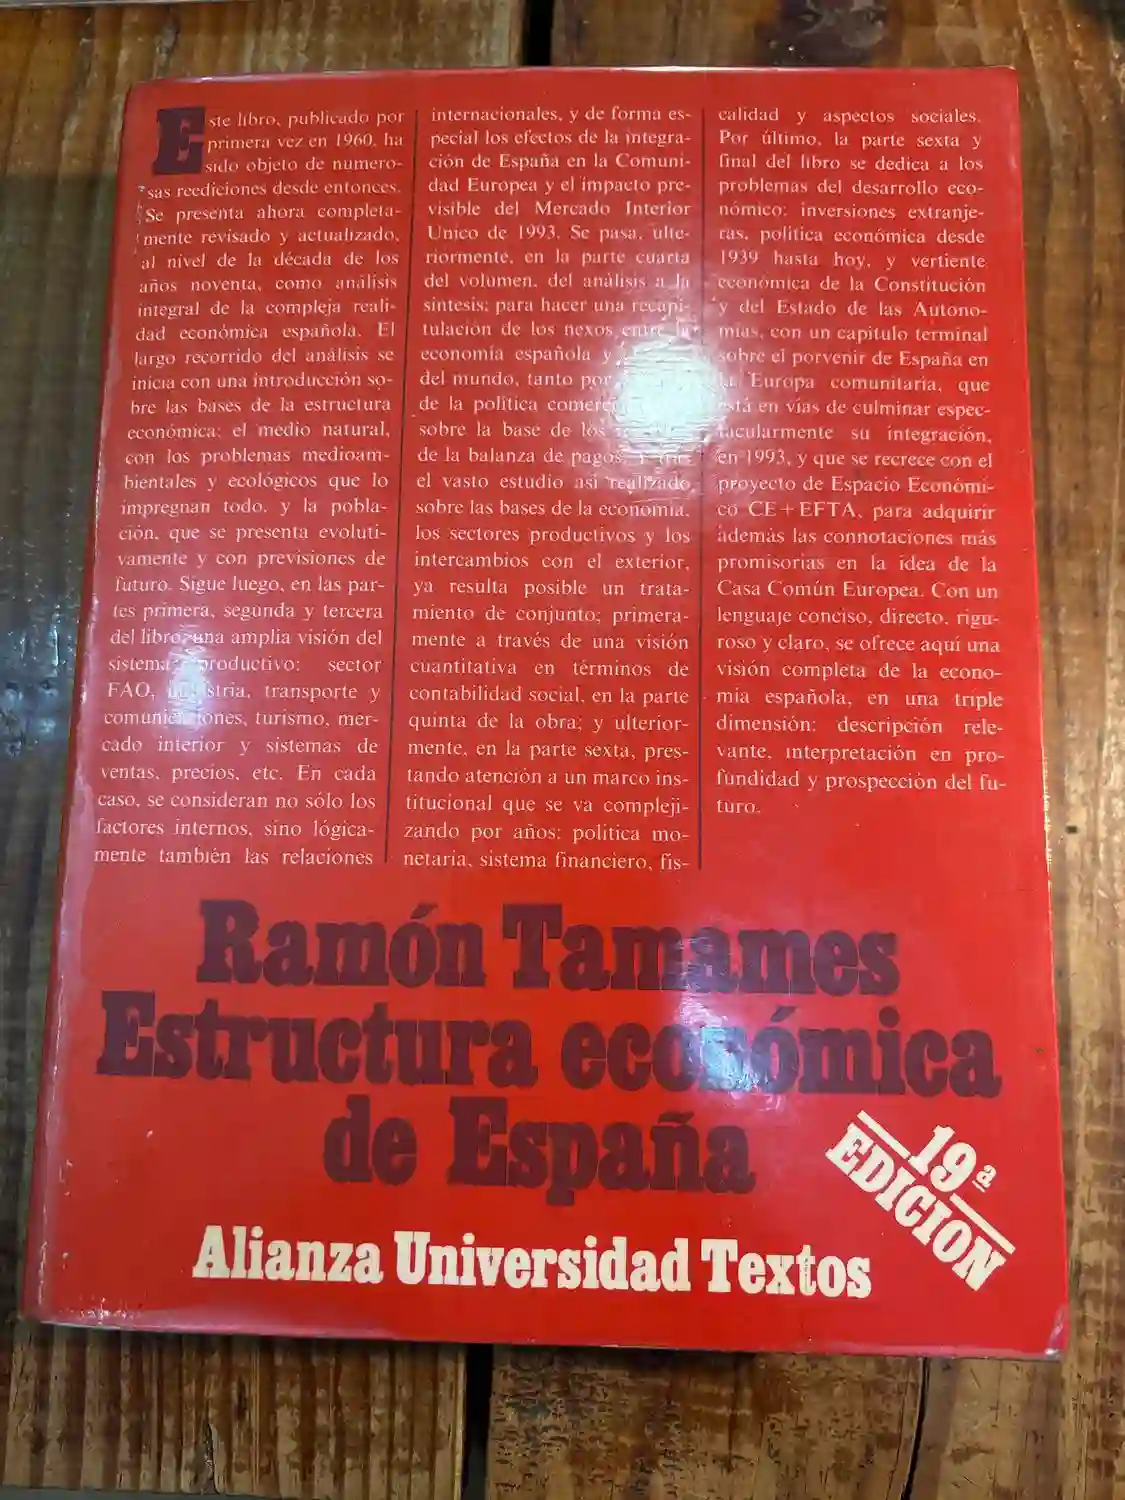 Este libro, publicado por
primera vez en 1960, ha
sido objeto de numero-
sas reediciones desde entonces.
Se presenta ahora completa-
mente revisado y actualizado,
al nivel de la década de los
años noventa, como análisis
integral de la compleja reali-
dad económica española. El
largo recorrido del análisis se
inicia con una introducción so-
bre las bases de la estructura
económica: el medio natural,
con los problemas medioam-
bientales y ecológicos que lo
impregnan todo, y la pobla-
ción, que se presenta evoluti-
vamente y con previsiones de
futuro. Sigue luego, en las par-
tes primera, segunda y tercera
del libro, una amplia visión del
sistema productivo: sector
FAO, industria, transporte y
comunicaciones, turismo, mer-
cado interior y sistemas de
ventas, precios, etc. En cada
caso, se consideran no sólo los
factores internos, sino lógica-
mente también las relaciones
internacionales, y de forma es-
pecial los efectos de la integra-
ción de España en la Comuni-
dad Europea y el impacto pre-
visible del Mercado Interior
Unico de 1993. Se pasa, ulte-
riormente, en la parte cuarta
del volumen, del análisis a la
síntesis; para hacer una recapi-
tulación de los nexos entre la
economía española y
del mundo, tanto por
de la política comercial
sobre la base de los
de la balanza de pagos. Y tras
el vasto estudio así realizado
sobre las bases de la economía,
los sectores productivos y los
intercambios con el exterior,
ya resulta posible un trata-
miento de conjunto; primera-
mente a través de una visión
cuantitativa en términos de
contabilidad social, en la parte
quinta de la obra; y ulterior-
mente, en la parte sexta, pres-
tando atención a un marco ins-
titucional que se va compleji-
zando por años: política mo-
netaria, sistema financiero, fis-
calidad y aspectos sociales.
Por último, la parte sexta y
final del libro se dedica a los
problemas del desarrollo eco-
nómico: inversiones extranje-
ras, política económica desde
1939 hasta hoy, y vertiente
económica de la Constitución
y del Estado de las Autono-
mías, con un capítulo terminal
sobre el porvenir de España en
la Europa comunitaria, que
está en vías de culminar espec-
tacularmente su integración,
en 1993, y que se recrece con el
proyecto de Espacio Económi-
co CE+EFTA, para adquirir
además las connotaciones más
promisorias en la idea de la
Casa Común Europea. Con un
lenguaje conciso, directo, rigu-
roso y claro, se ofrece aquí una
visión completa de la econo-
mía española, en una triple
dimensión: descripción rele-
vante, interpretación en pro-
fundidad y prospección del fu-
turo.
Ramón Tamames
Estructura económica
de España
19ª
EDICION
Alianza Universidad Textos